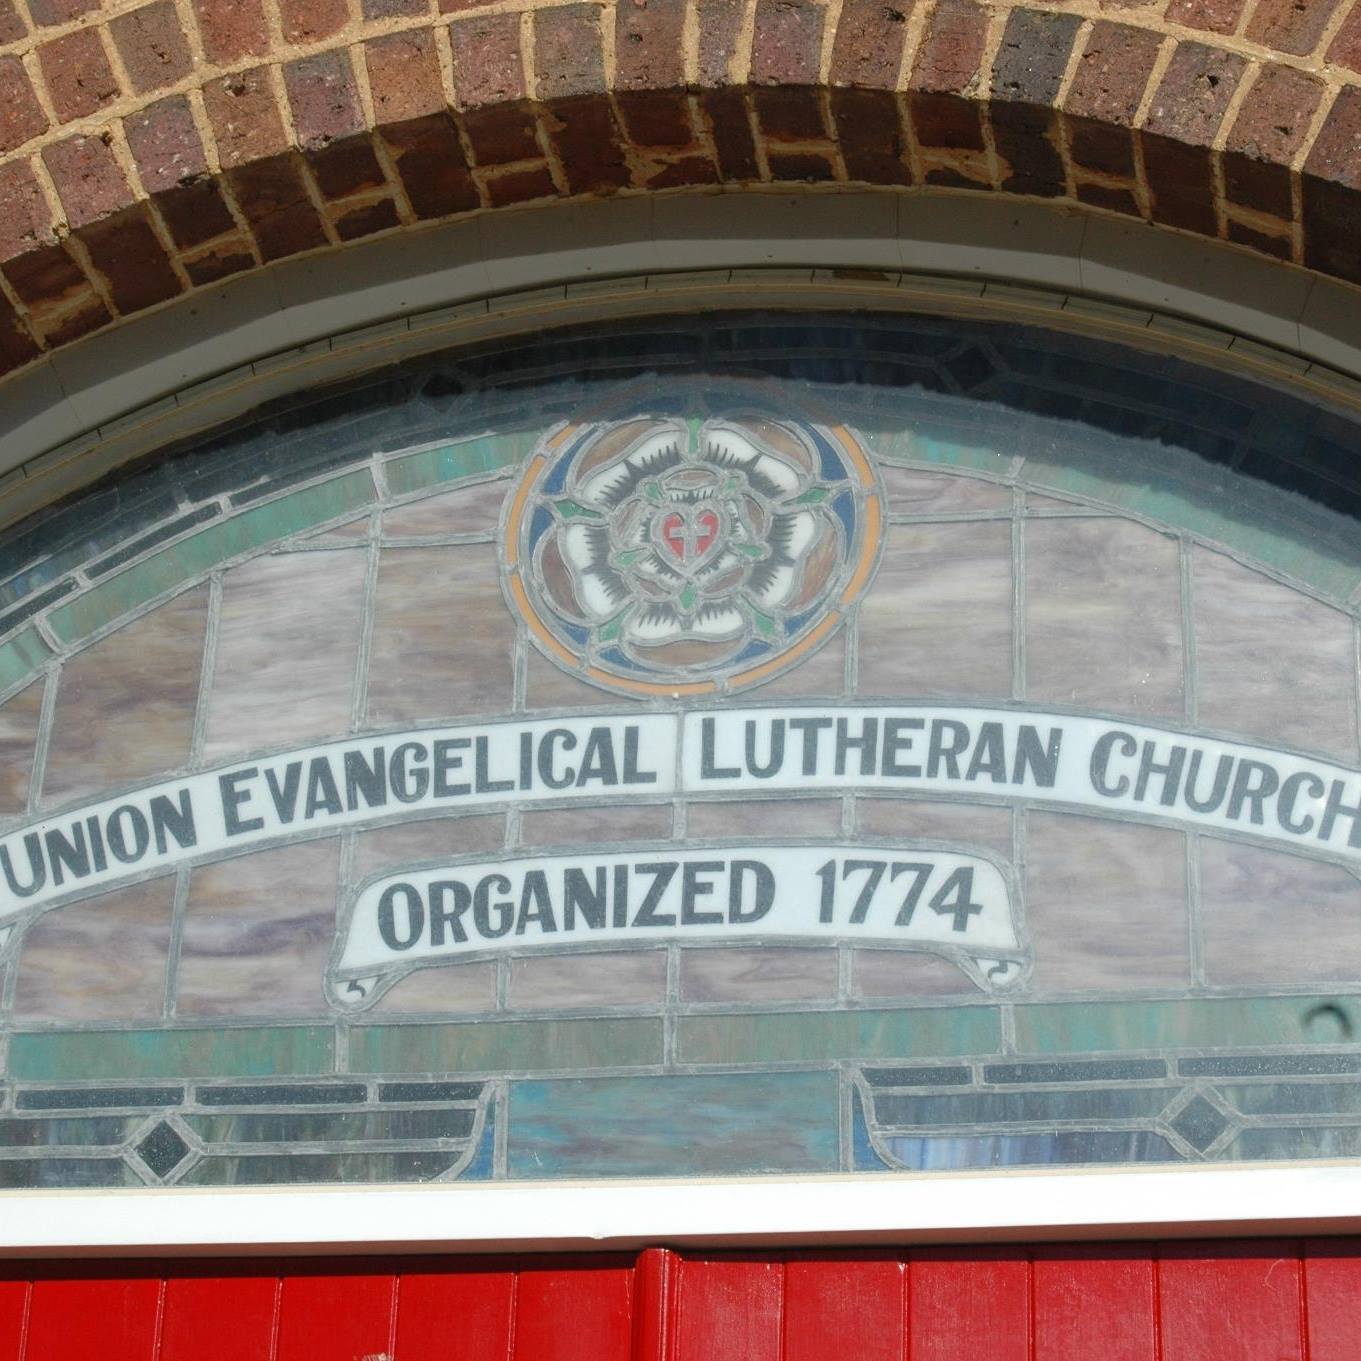 UNION EVANGELICAL LUTHERAN CHURCH
ORGANIZED 1774